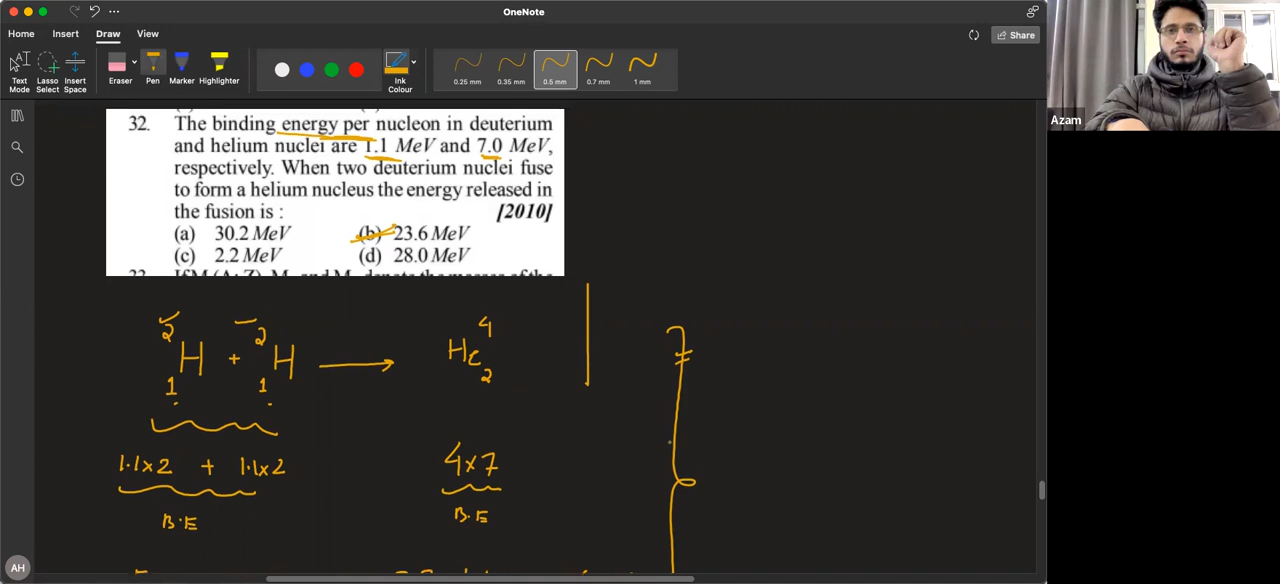 OneNote
Home Insert Draw View
Share
Text Mode
Lasso Select
Insert Space
Eraser
Pen
Marker
Highlighter
Ink Colour
0.25 mm
0.35 mm
0.5 mm
0.7 mm
1 mm
Azam
32. The binding energy per nucleon in deuterium
and helium nuclei are 1.1 MeV and 7.0 MeV,
respectively. When two deuterium nuclei fuse
to form a helium nucleus the energy released in
the fusion is : [2010]
(a) 30.2 MeV (b) 23.6 MeV
(c) 2.2 MeV (d) 28.0 MeV
2 1 H + 2 1 H → He 4 2
1.1×2 + 1.1×2 4×7
B.E B.E
AH